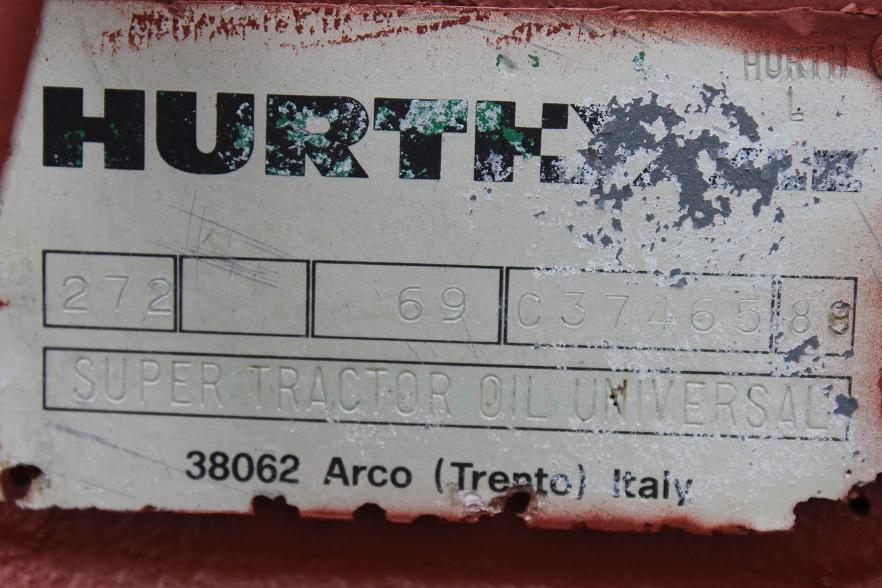 HURTH
L
HURTH
272 69 C37465 89
SUPER TRACTOR OIL UNIVERSAL
38062 Arco (Trento) Italy